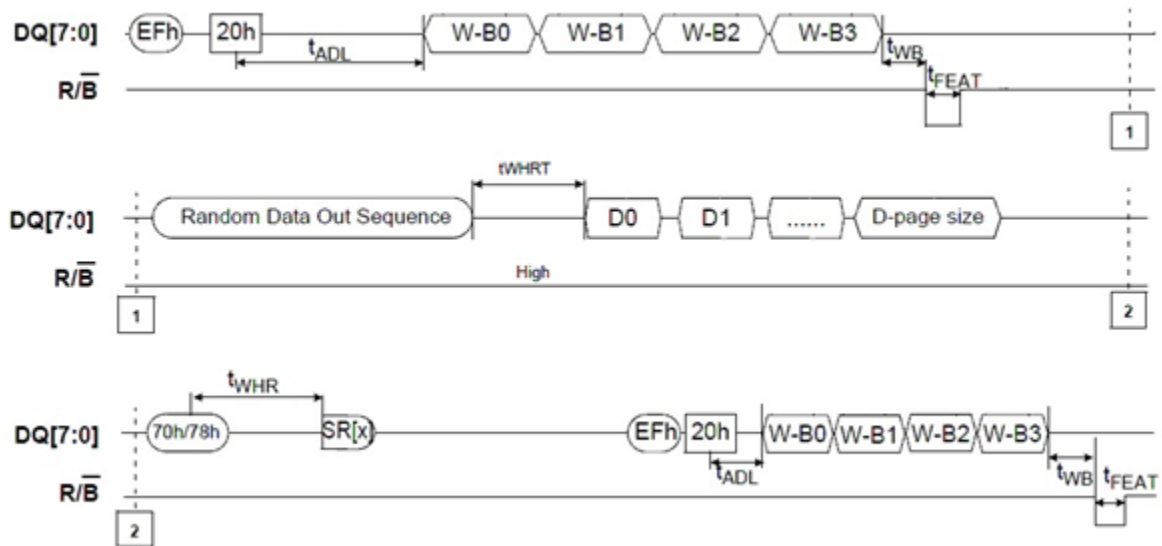 DQ[7:0] EFh 20h tADL W-B0 W-B1 W-B2 W-B3 tWB tFEAT
R/B̅
1
tWHRT
DQ[7:0] Random Data Out Sequence D0 D1 ...... D-page size
R/B̅ High
1 2
tWHR
DQ[7:0] 70h/78h SR[x] EFh 20h tADL W-B0 W-B1 W-B2 W-B3 tWB tFEAT
R/B̅
2